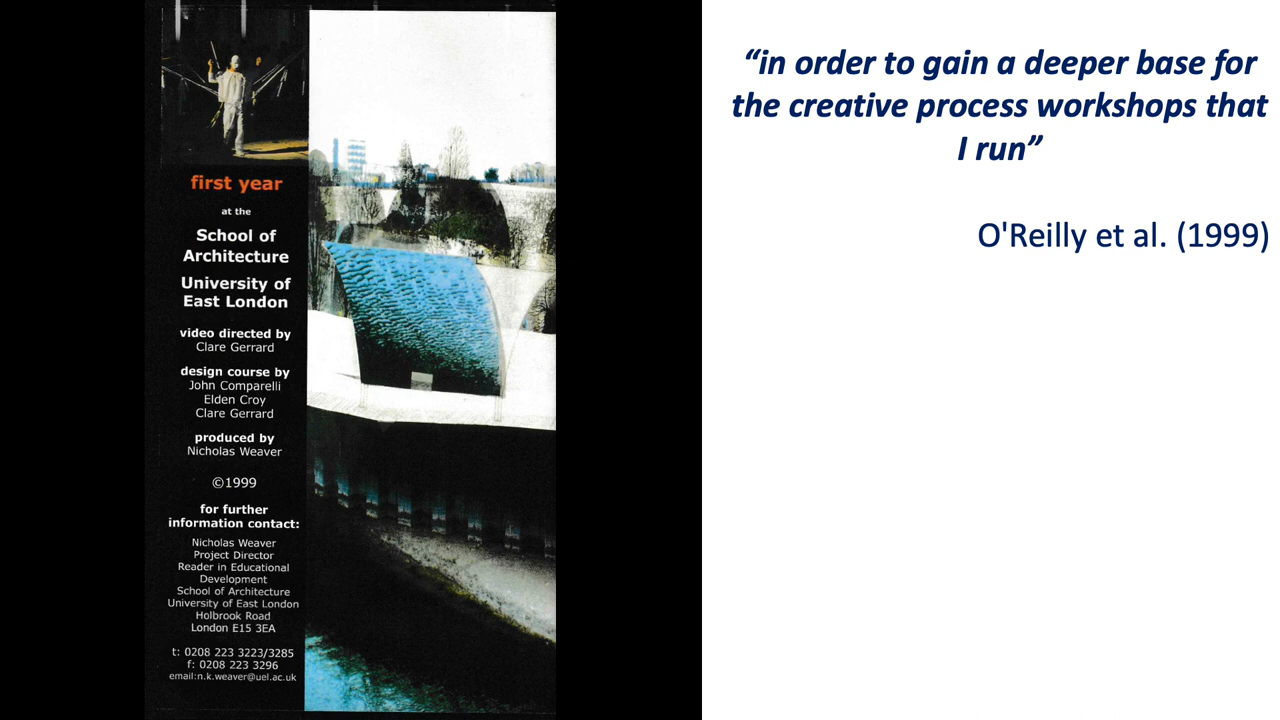 first year
at the
School of
Architecture
University of
East London
video directed by
Clare Gerrard
design course by
John Comparelli
Elden Croy
Clare Gerrard
produced by
Nicholas Weaver
©1999
for further
information contact:
Nicholas Weaver
Project Director
Reader in Educational
Development
School of Architecture
University of East London
Holbrook Road
London E15 3EA
t: 0208 223 3223/3285
f: 0208 223 3296
email:n.k.weaver@uel.ac.uk
“in order to gain a deeper base for
the creative process workshops that
I run”
O'Reilly et al. (1999)